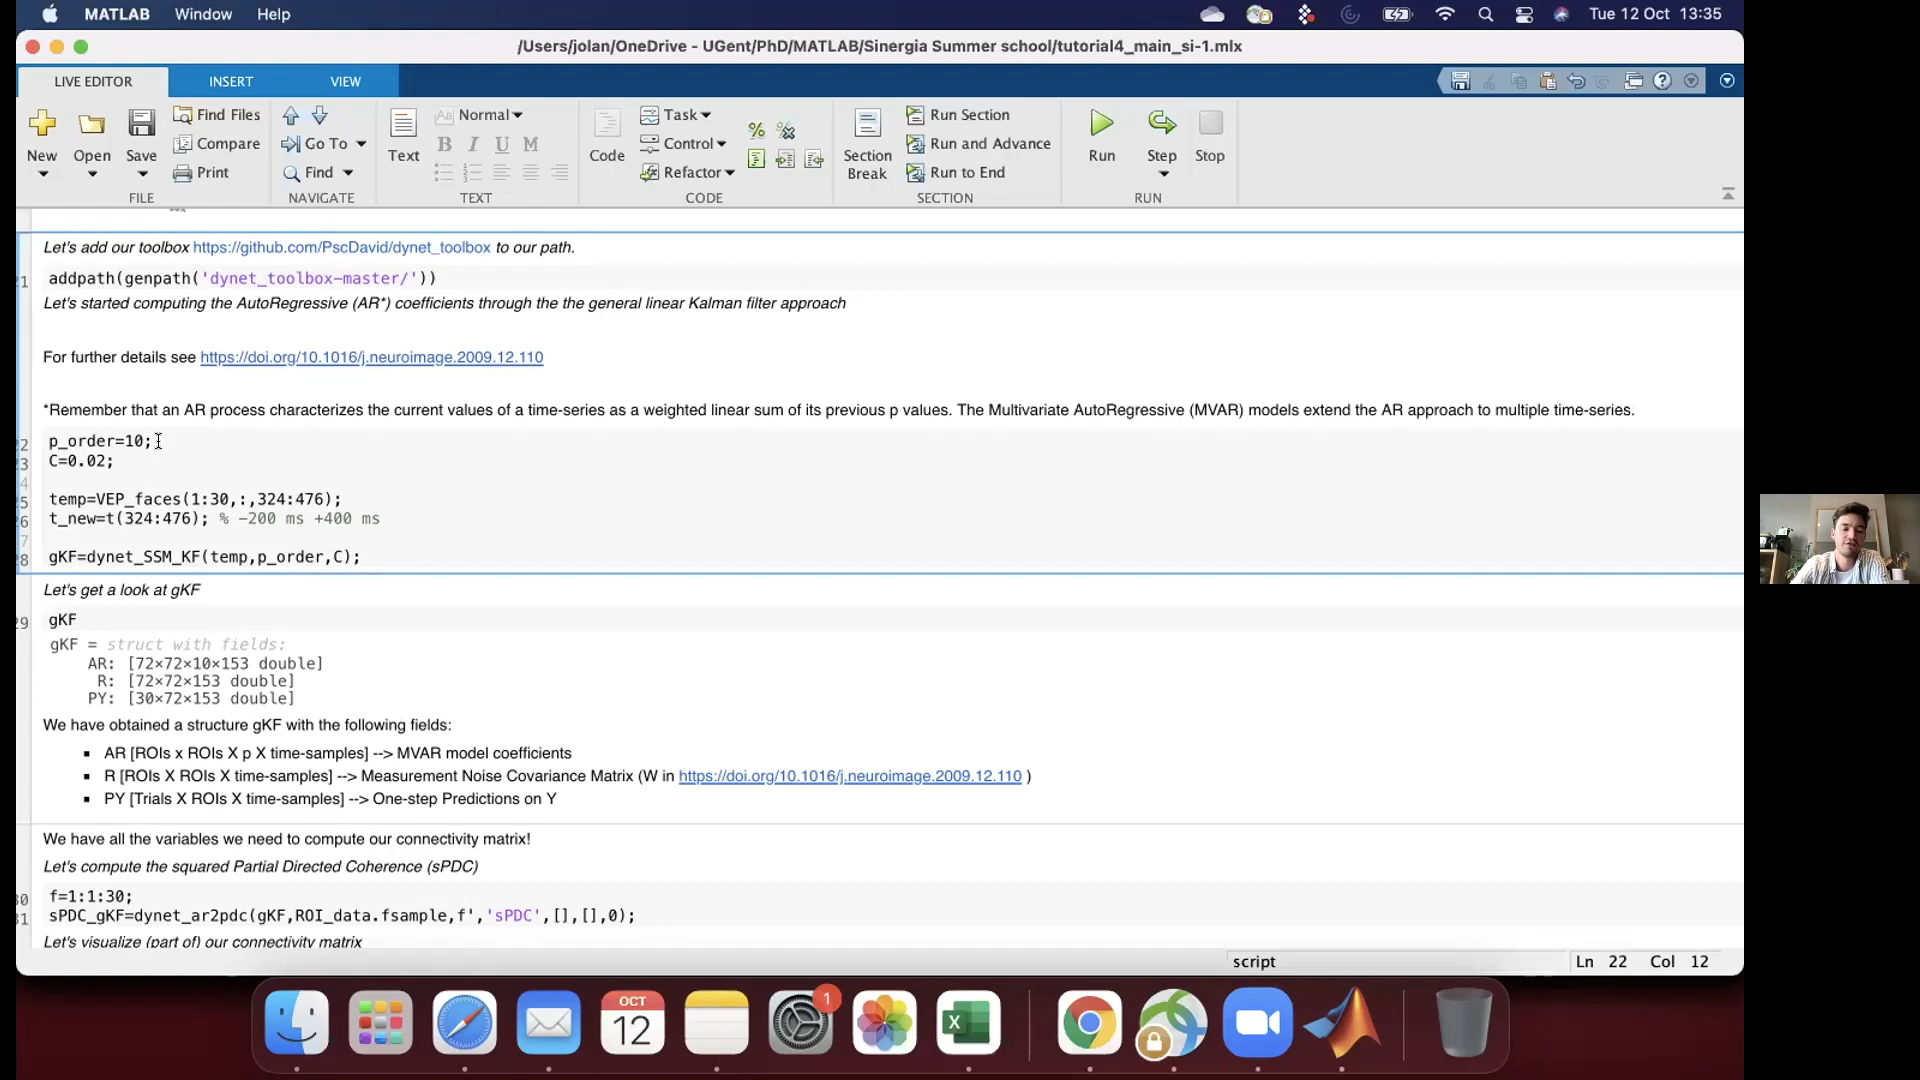 MATLAB Window Help
Tue 12 Oct 13:35
/Users/jolan/OneDrive - UGent/PhD/MATLAB/Sinergia Summer school/tutorial4_main_si-1.mlx
LIVE EDITOR INSERT VIEW
New Open Save Find Files Compare Print
FILE
Go To Find
NAVIGATE
Text Normal B I U M
TEXT
Code Task Control Refactor
CODE
Section Break Run Section Run and Advance Run to End
SECTION
Run Step Stop
RUN
Let's add our toolbox https://github.com/PscDavid/dynet_toolbox to our path.
addpath(genpath('dynet_toolbox-master/'))
Let's started computing the AutoRegressive (AR*) coefficients through the the general linear Kalman filter approach
For further details see https://doi.org/10.1016/j.neuroimage.2009.12.110
*Remember that an AR process characterizes the current values of a time-series as a weighted linear sum of its previous p values. The Multivariate AutoRegressive (MVAR) models extend the AR approach to multiple time-series.
p_order=10;
C=0.02;
temp=VEP_faces(1:30,:,324:476);
t_new=t(324:476); % -200 ms +400 ms
gKF=dynet_SSM_KF(temp,p_order,C);
Let's get a look at gKF
gKF
gKF = struct with fields:
AR: [72×72×10×153 double]
R: [72×72×153 double]
PY: [30×72×153 double]
We have obtained a structure gKF with the following fields:
▪ AR [ROIs x ROIs X p X time-samples] --> MVAR model coefficients
▪ R [ROIs X ROIs X time-samples] --> Measurement Noise Covariance Matrix (W in https://doi.org/10.1016/j.neuroimage.2009.12.110 )
▪ PY [Trials X ROIs X time-samples] --> One-step Predictions on Y
We have all the variables we need to compute our connectivity matrix!
Let's compute the squared Partial Directed Coherence (sPDC)
f=1:1:30;
sPDC_gKF=dynet_ar2pdc(gKF,ROI_data.fsample,f','sPDC',[],[],0);
Let's visualize (part of) our connectivity matrix
script Ln 22 Col 12
OCT
12
1